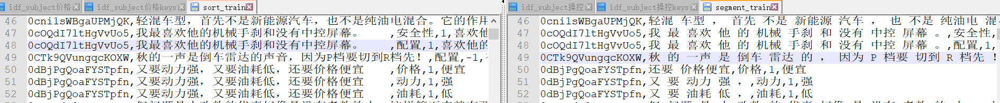 idf_subject价格 idf_subject价格keys sort_train
46 0cni1sWBgaUPMjQK,轻混车型，首先不是新能源汽车，也不是纯油电混合。它的作用
47 0cOQdI7ltHgVvUo5,我最喜欢他的机械手刹和没有中控屏幕。 ,安全性,1,喜欢他
48 0cOQdI7ltHgVvUo5,我最喜欢他的机械手刹和没有中控屏幕。 ,配置,1,喜欢他的
49 0CTk9QVungqcKOXW,秋的一声是倒车雷达的声音，因为P档要切到R档先！,配置,-1,
50 0dBjPgQoaFYSTpfn,又要动力强，又要油耗低，还要价格便宜 ,价格,1,便宜
51 0dBjPgQoaFYSTpfn,又要动力强，又要油耗低，还要价格便宜 ,动力,1,强
52 0dBjPgQoaFYSTpfn,又要动力强，又要油耗低，还要价格便宜 ,油耗,1,低
idf_subject操控 idf_subject操控keys segment_train
46 0cni1sWBgaUPMjQK,轻混 车型 ， 首先 不是 新能源 汽车 ， 也 不是 纯油电 混
47 0cOQdI7ltHgVvUo5,我 最 喜欢 他 的 机械 手刹 和 没有 中控 屏幕 。,安全性,
48 0cOQdI7ltHgVvUo5,我 最 喜欢 他 的 机械 手刹 和 没有 中控 屏幕 。,配置,1,
49 0CTk9QVungqcKOXW,秋 的 一声 是 倒车 雷达 的 ， 因为 P 档要 切到 R 档先 ！
50 0dBjPgQoaFYSTpfn,还要 价格便宜,价格,1,便宜
51 0dBjPgQoaFYSTpfn,又 要 动力 强 ，,动力,1,强
52 0dBjPgQoaFYSTpfn,又 要 油耗 低 ，,油耗,1,低